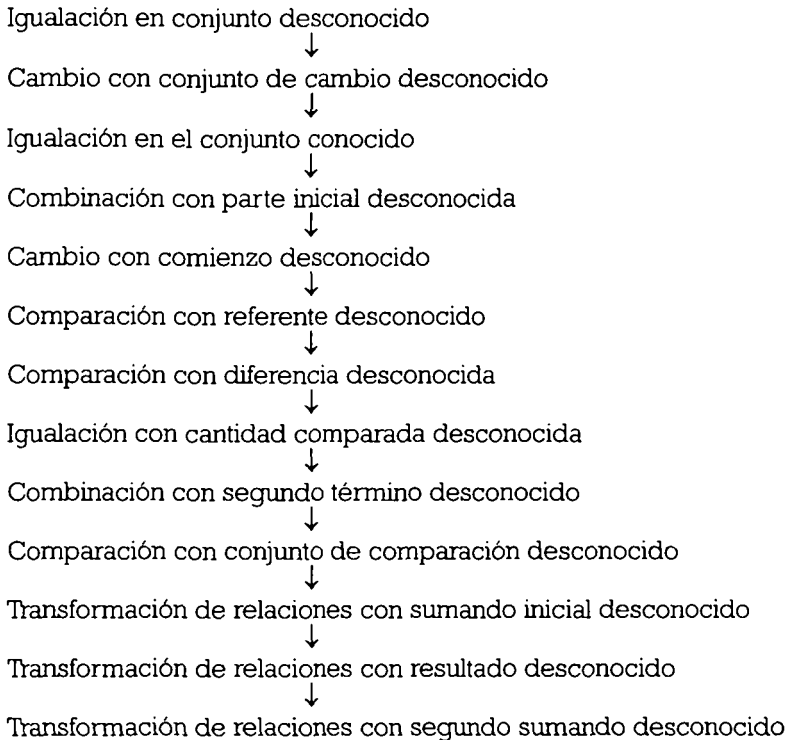 Igualación en conjunto desconocido
↓
Cambio con conjunto de cambio desconocido
↓
Igualación en el conjunto conocido
↓
Combinación con parte inicial desconocida
↓
Cambio con comienzo desconocido
↓
Comparación con referente desconocido
↓
Comparación con diferencia desconocida
↓
Igualación con cantidad comparada desconocida
↓
Combinación con segundo término desconocido
↓
Comparación con conjunto de comparación desconocido
↓
Transformación de relaciones con sumando inicial desconocido
↓
Transformación de relaciones con resultado desconocido
↓
Transformación de relaciones con segundo sumando desconocido